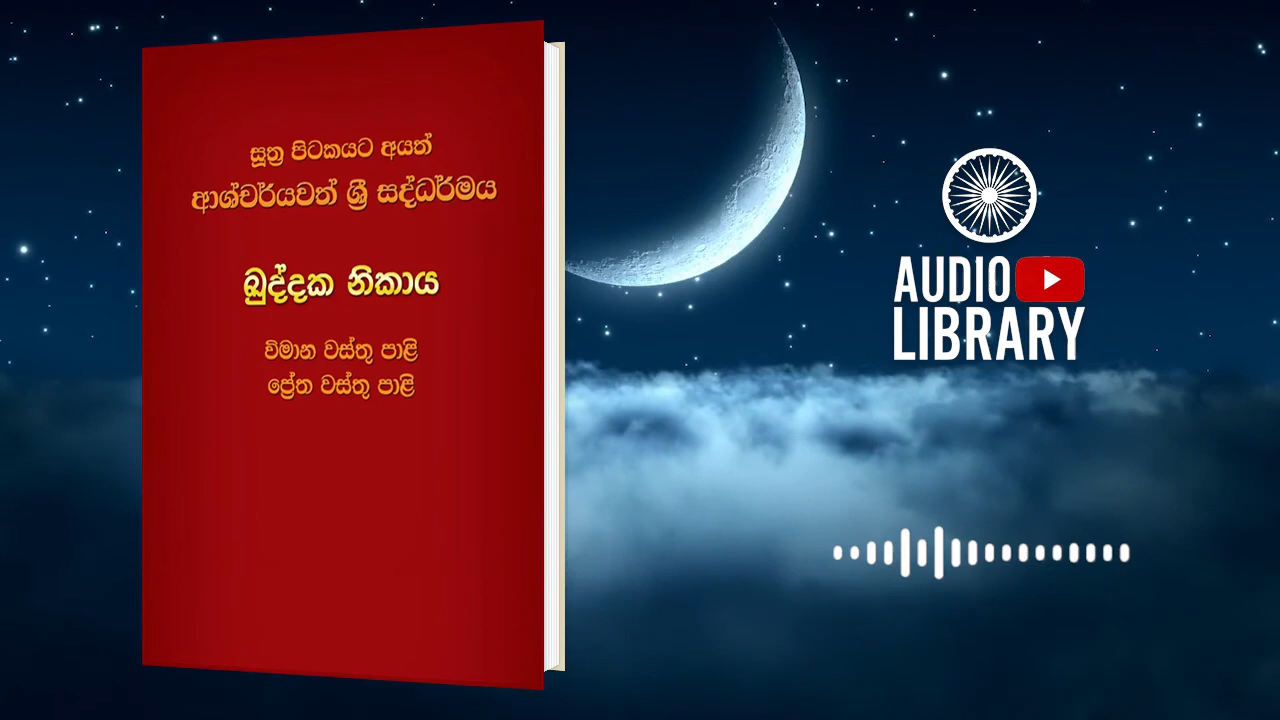 සූත්‍ර පිටකයට අයත්
ආශ්චර්යවත් ශ්‍රී සද්ධර්මය
ඛුද්දක නිකාය
විමාන වස්තු පාළි
ප්‍රේත වස්තු පාළි
AUDIO
LIBRARY